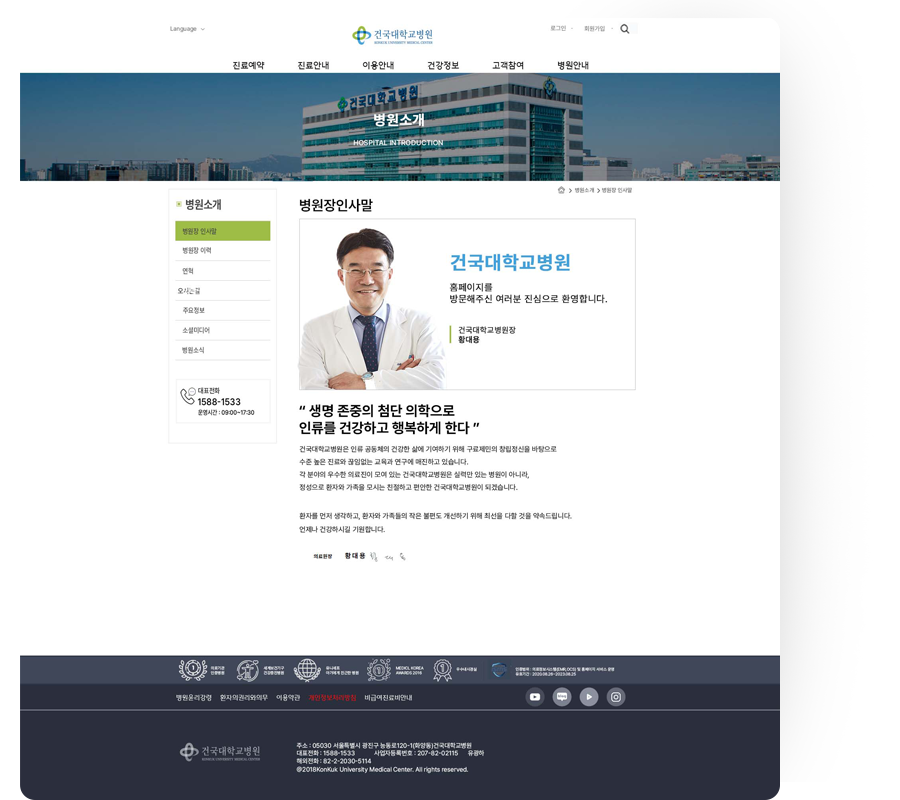 Language
건국대학교병원
KONKUK UNIVERSITY MEDICAL CENTER
로그인
회원가입
진료예약
진료안내
이용안내
건강정보
고객참여
병원안내
건국대학교병원
병원소개
HOSPITAL INTRODUCTION
병원소개 > 병원장 인사말
병원소개
병원장 인사말
병원장 이력
연혁
오시는길
주요정보
소셜미디어
병원소식
대표전화
1588-1533
운영시간 : 09:00~17:30
병원장인사말
건국대학교병원
홈페이지를
방문해주신 여러분 진심으로 환영합니다.
건국대학교병원장
황대용
“ 생명 존중의 첨단 의학으로
인류를 건강하고 행복하게 한다 ”
건국대학교병원은 인류 공동체의 건강한 삶에 기여하기 위해 구료제민의 창립정신을 바탕으로
수준 높은 진료와 끊임없는 교육과 연구에 매진하고 있습니다.
각 분야의 우수한 의료진이 모여 있는 건국대학교병원은 실력만 있는 병원이 아니라,
정성으로 환자와 가족을 모시는 친절하고 편안한 건국대학교병원이 되겠습니다.
환자를 먼저 생각하고, 환자와 가족들의 작은 불편도 개선하기 위해 최선을 다할 것을 약속드립니다.
언제나 건강하시길 기원합니다.
의료원장 황대용
의료기관
인증병원
세계보건기구
건강증진병원
유니세프
아기에게 친근한 병원
MEDICL KOREA
AWARDS 2018
우수내시경실
인증범위 : 의료정보시스템(EMR,OCS) 및 홈페이지 서비스 운영
유효기간 : 2020.08.26~2023.08.25
병원윤리강령
환자의권리와의무
이용약관
개인정보처리방침
비급여진료비안내
건국대학교병원
KONKUK UNIVERSITY MEDICAL CENTER
주소 : 05030 서울특별시 광진구 능동로120-1(화양동)건국대학교병원
대표전화 : 1588-1533 사업자등록번호 : 207-82-02115 유광하
해외전화 : 82-2-2030-5114
@2018KonKuk University Medical Center. All rights reserved.